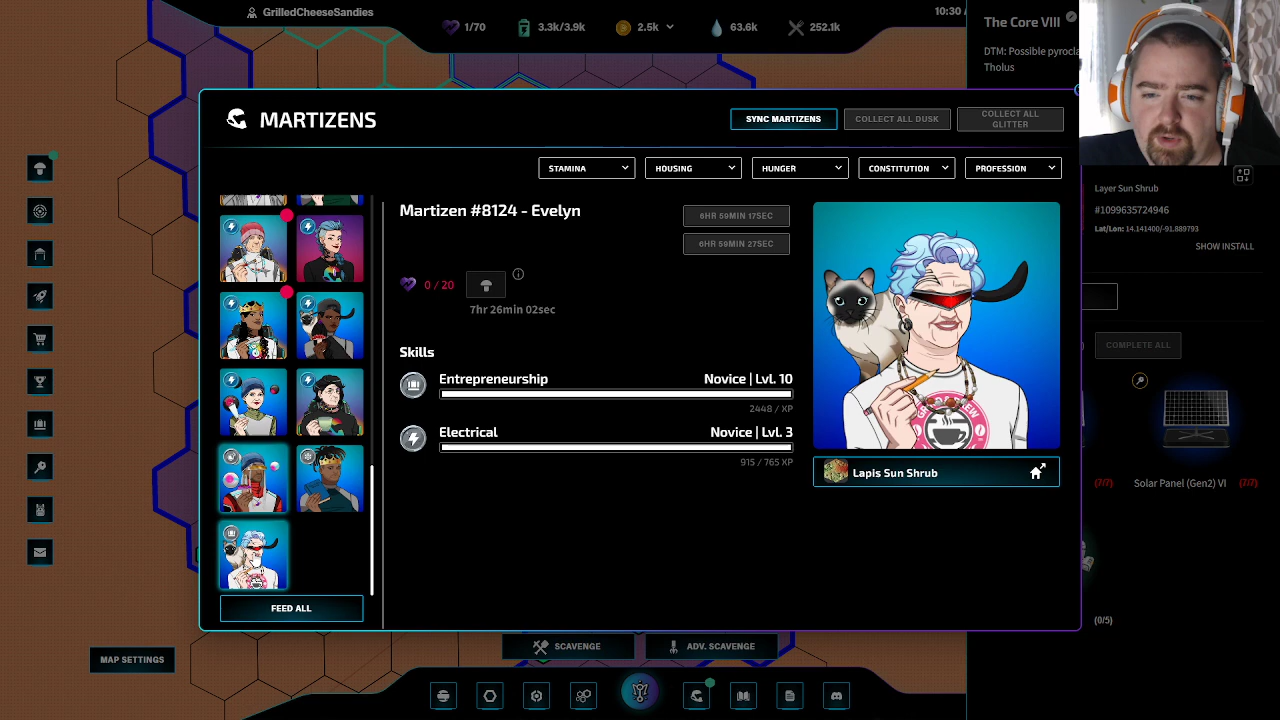 GrilledCheeseSandies
1/70
3.3k/3.9k
2.5k
63.6k
252.1k
10:30
The Core VIII
DTM: Possible pyrocla
Tholus
MARTIZENS
SYNC MARTIZENS
COLLECT ALL DUSK
COLLECT ALL
GLITTER
STAMINA
HOUSING
HUNGER
CONSTITUTION
PROFESSION
Martizen #8124 - Evelyn
6HR 59MIN 17SEC
6HR 59MIN 27SEC
0 / 20
7hr 26min 02sec
Skills
Entrepreneurship
Novice | Lvl. 10
2448 / XP
Electrical
Novice | Lvl. 3
915 / 765 XP
Lapis Sun Shrub
FEED ALL
Layer Sun Shrub
#1099635724946
Lat/Lon: 14.141400/-91.889793
SHOW INSTALL
COMPLETE ALL
(7/7)
Solar Panel (Gen2) VI
(7/7)
(0/5)
MAP SETTINGS
SCAVENGE
ADV. SCAVENGE